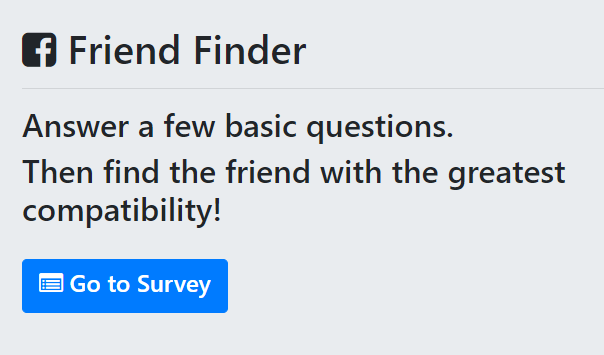 Friend Finder
Answer a few basic questions.
Then find the friend with the greatest
compatibility!
Go to Survey